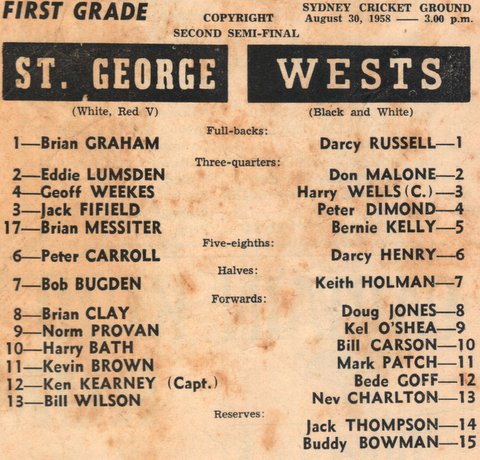 FIRST GRADE
COPYRIGHT
SYDNEY CRICKET GROUND
August 30, 1958 — 3.00 p.m.
SECOND SEMI-FINAL
ST. GEORGE
WESTS
(White, Red V)
(Black and White)
Full-backs:
1—Brian GRAHAM
Darcy RUSSELL—1
Three-quarters:
2—Eddie LUMSDEN
Don MALONE—2
4—Geoff WEEKES
Harry WELLS (C.)—3
3—Jack FIFIELD
Peter DIMOND—4
17—Brian MESSITER
Bernie KELLY—5
Five-eighths:
6—Peter CARROLL
Darcy HENRY—6
Halves:
7—Bob BUGDEN
Keith HOLMAN—7
Forwards:
8—Brian CLAY
Doug JONES—8
9—Norm PROVAN
Kel O'SHEA—9
10—Harry BATH
Bill CARSON—10
11—Kevin BROWN
Mark PATCH—11
12—Ken KEARNEY (Capt.)
Bede GOFF—12
13—Bill WILSON
Nev CHARLTON—13
Reserves:
Jack THOMPSON—14
Buddy BOWMAN—15